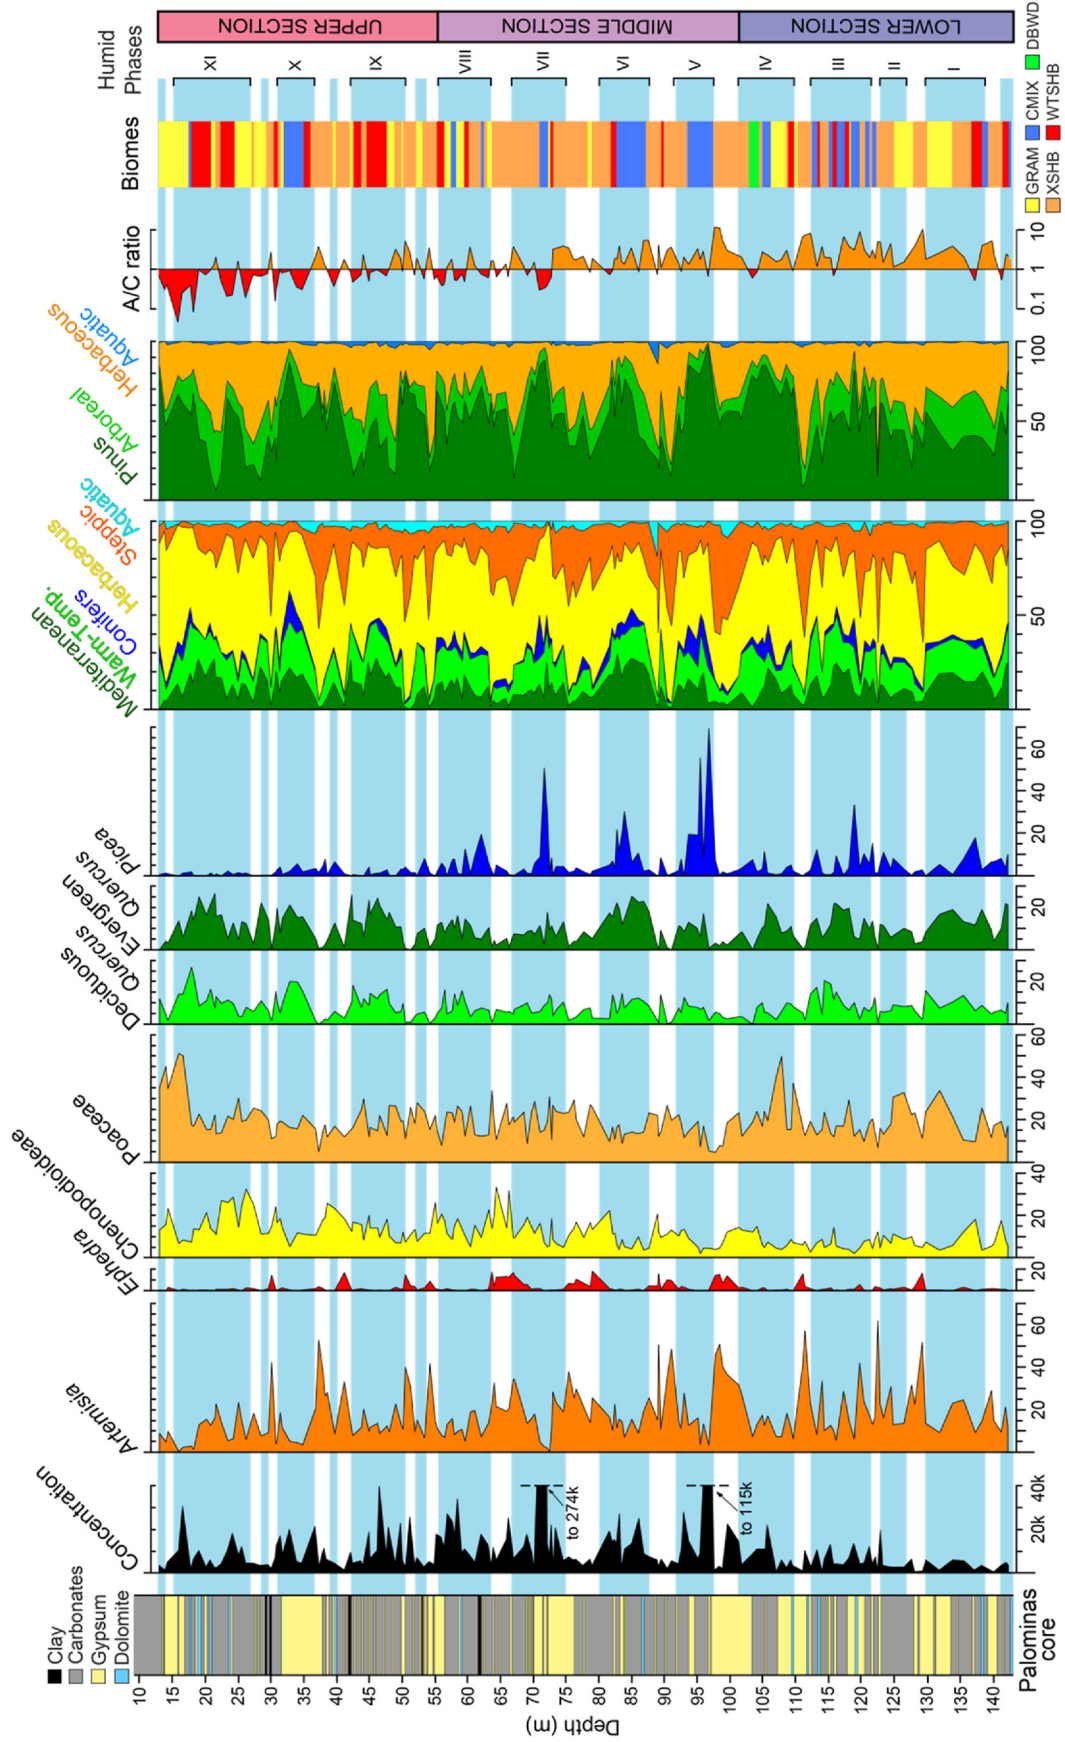 UPPER SECTION
MIDDLE SECTION
LOWER SECTION
Humid
Phases
XI
X
IX
VIII
VII
VI
V
IV
III
II
I
Biomes
GRAM
CMIX
DBWD
XSHB
WTSHB
A/C ratio
0.1
1
10
Pinus
Arboreal
Herbaceous
Aquatic
50
100
Mediterranean
Warm-Temp.
Conifers
Herbaceous
Steppic
Aquatic
50
100
Picea
20
40
60
Evergreen
Quercus
20
Deciduous
Quercus
20
Poaceae
20
40
60
Chenopodioideae
20
40
Ephedra
20
Artemisia
20
40
60
Concentration
to 274k
to 115k
20k
40k
Clay
Carbonates
Gypsum
Dolomite
10
15
20
25
30
35
40
45
50
55
60
65
70
75
80
85
90
95
100
105
110
115
120
125
130
135
140
Depth (m)
Palominas
core